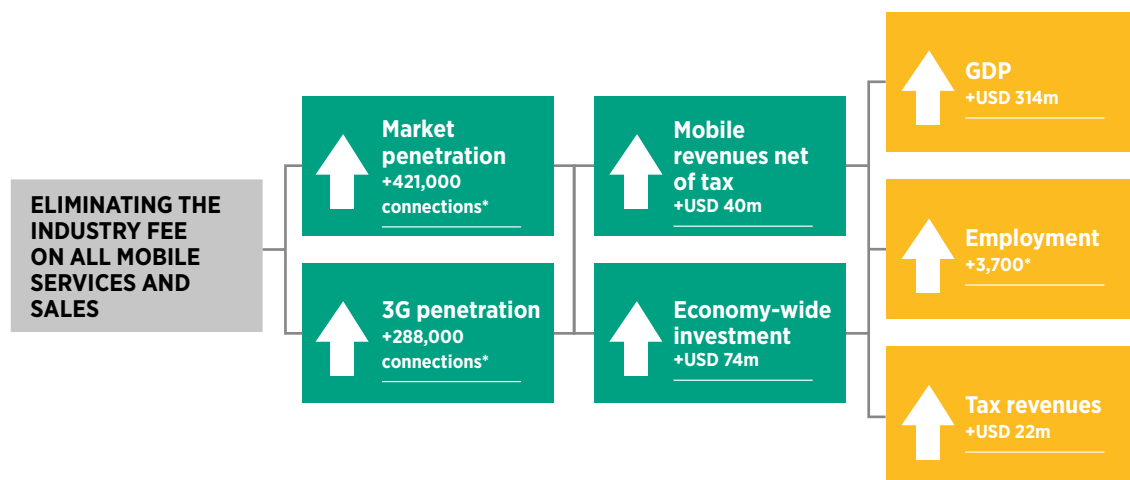 ELIMINATING THE
INDUSTRY FEE
ON ALL MOBILE
SERVICES AND
SALES
Market
penetration
+421,000
connections*
3G penetration
+288,000
connections*
Mobile
revenues net
of tax
+USD 40m
Economy-wide
investment
+USD 74m
GDP
+USD 314m
Employment
+3,700*
Tax revenues
+USD 22m